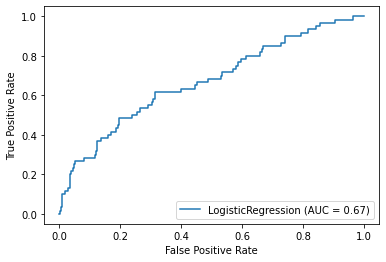 1.0
0.8
0.6
0.4
0.2
0.0
True Positive Rate
LogisticRegression (AUC = 0.67)
0.0 0.2 0.4 0.6 0.8 1.0
False Positive Rate